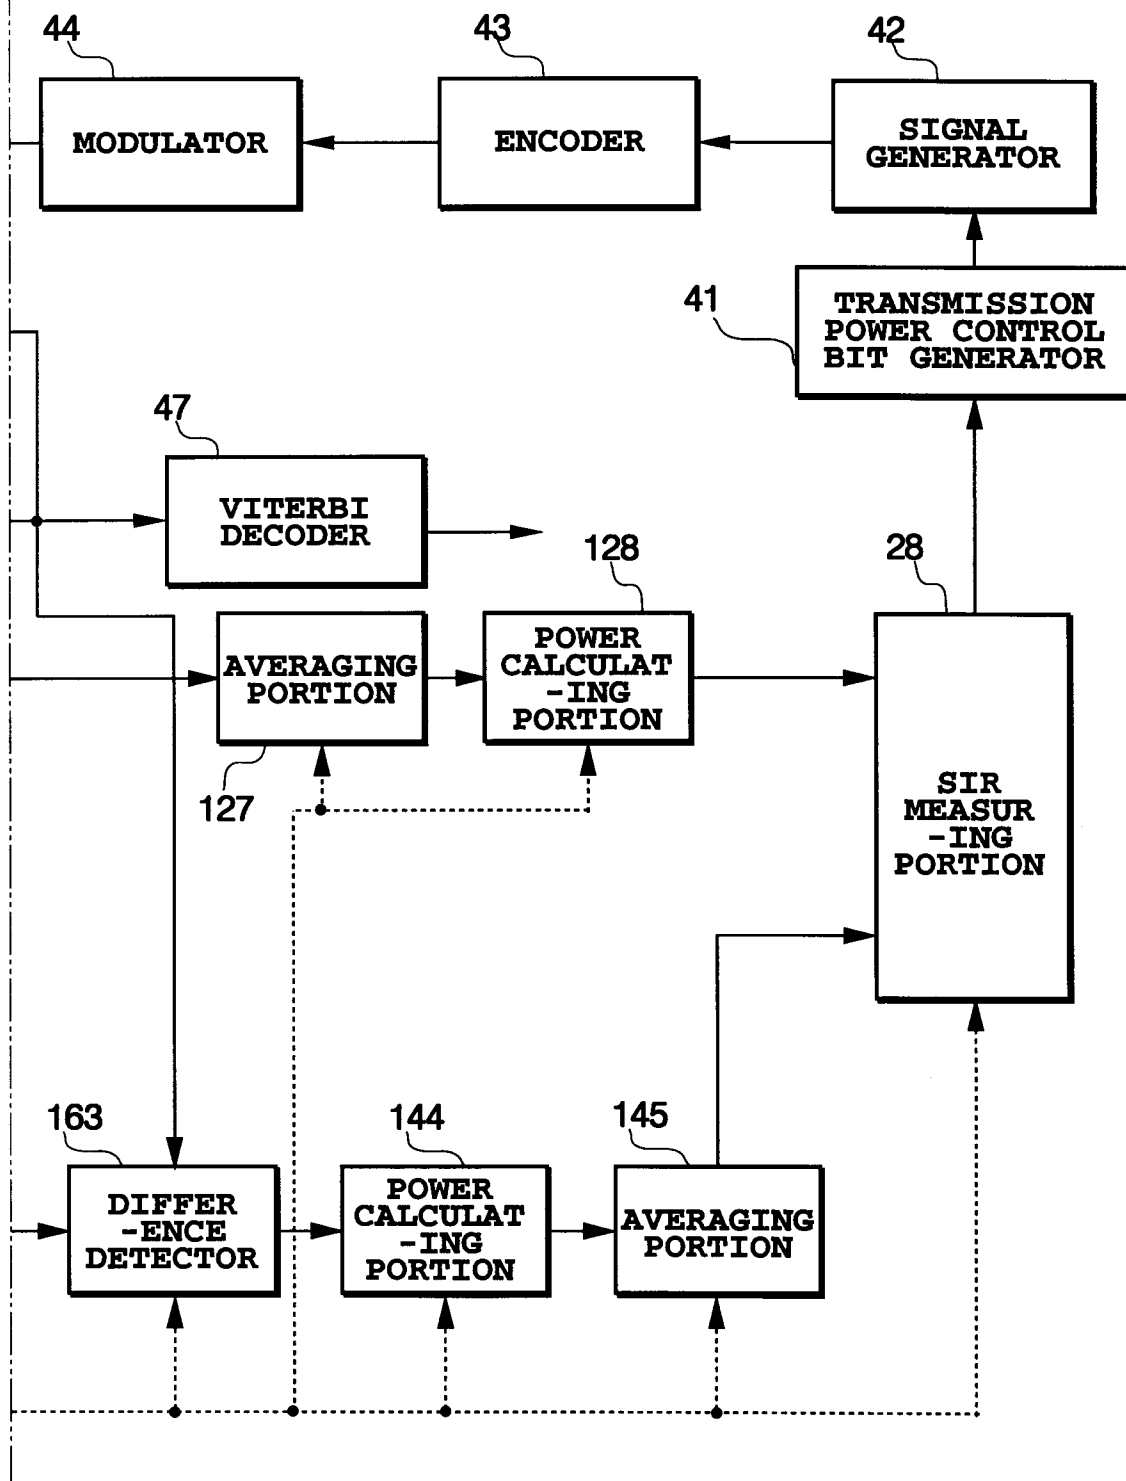 44
43
42
MODULATOR
ENCODER
SIGNAL
GENERATOR
41
TRANSMISSION
POWER CONTROL
BIT GENERATOR
47
VITERBI
DECODER
128
28
AVERAGING
PORTION
127
POWER
CALCULAT
-ING
PORTION
SIR
MEASUR
-ING
PORTION
163
144
145
DIFFER
-ENCE
DETECTOR
POWER
CALCULAT
-ING
PORTION
AVERAGING
PORTION